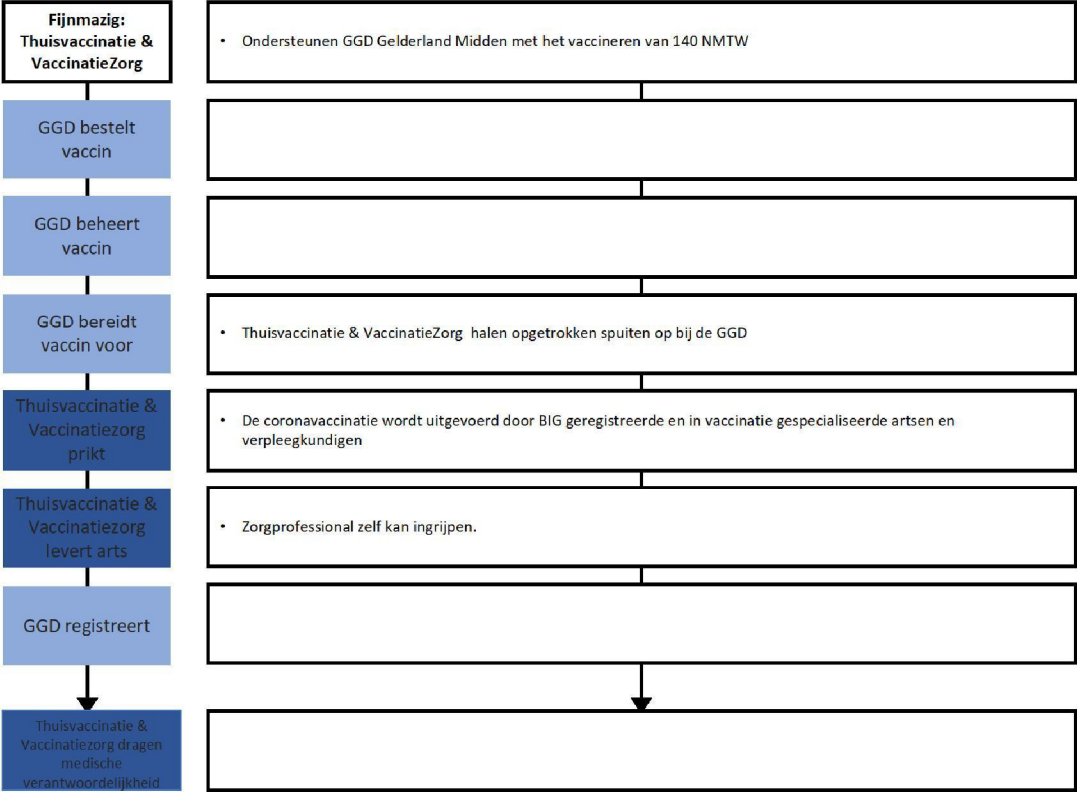 Fijnmazig:
Thuisvaccinatie &
VaccinatieZorg
• Ondersteunen GGD Gelderland Midden met het vaccineren van 140 NMTW
GGD bestelt
vaccin
GGD beheert
vaccin
GGD bereidt
vaccin voor
• Thuisvaccinatie & VaccinatieZorg halen opgetrokken spuiten op bij de GGD
Thuisvaccinatie &
Vaccinatiezorg
prikt
• De coronavaccinatie wordt uitgevoerd door BIG geregistreerde en in vaccinatie gespecialiseerde artsen en
verpleegkundigen
Thuisvaccinatie &
Vaccinatiezorg
levert arts
• Zorgprofessional zelf kan ingrijpen.
GGD registreert
Thuisvaccinatie &
Vaccinatiezorg dragen
medische
verantwoordelijkheid